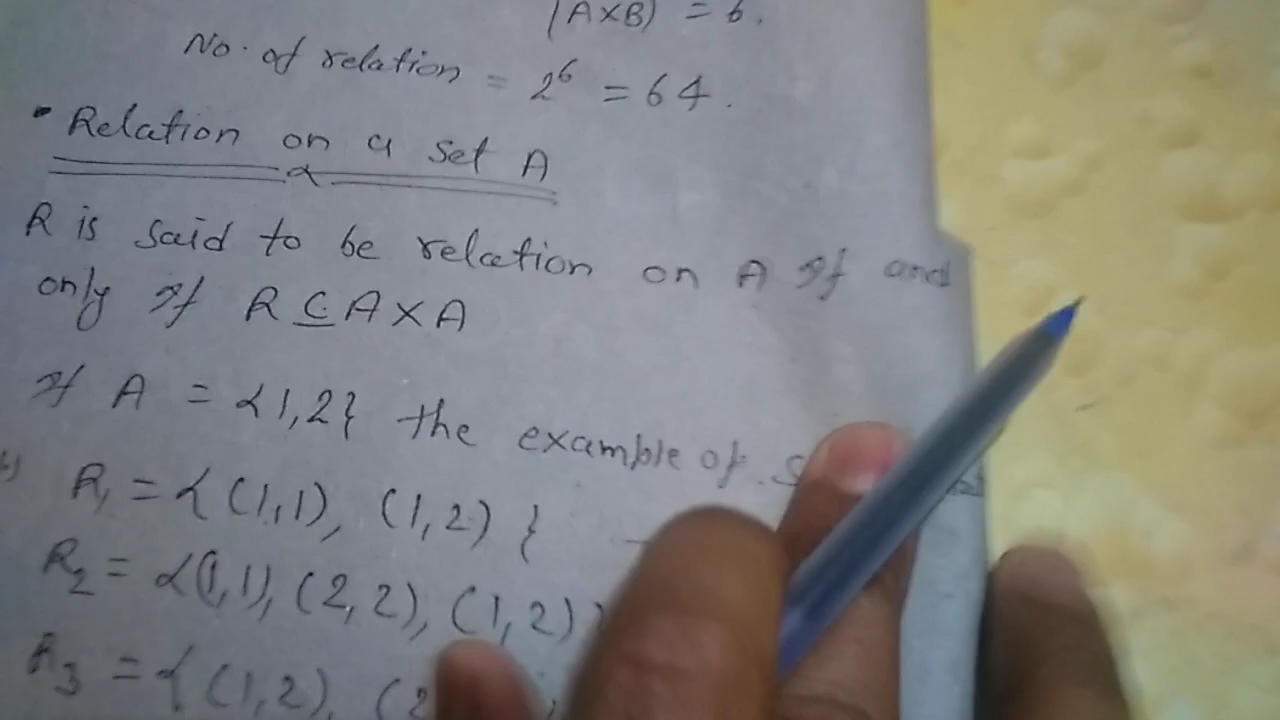 (A×B) = 6.
No. of relation = 2⁶ = 64.
• Relation on a set A
R is said to be relation on A if and
only if R ⊆ A × A
if A = {1,2} the example of
R₁ = {(1,1), (1,2)}
R₂ = {(1,1), (2,2), (1,2)
R₃ = {(1,2), (2